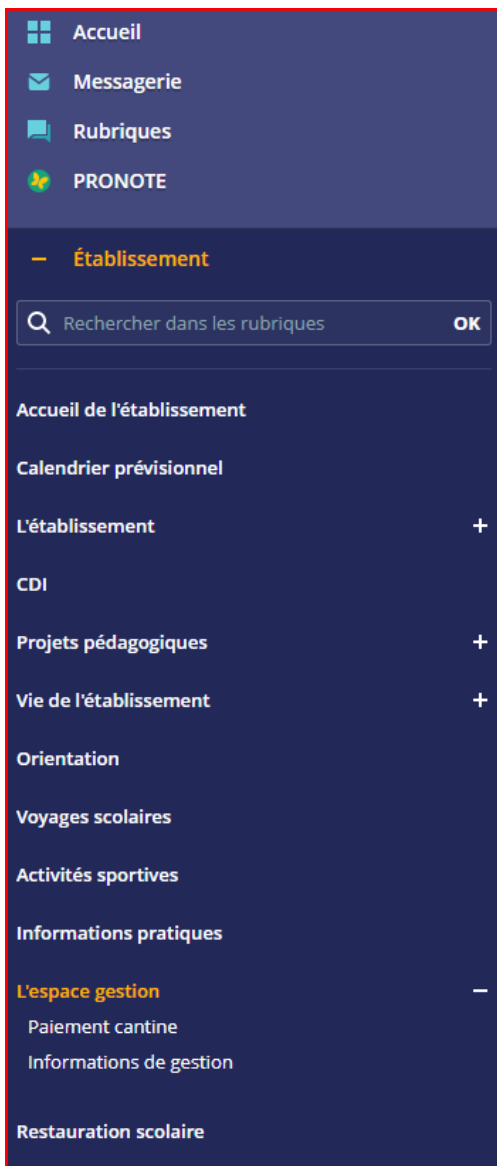 Accueil
Messagerie
Rubriques
PRONOTE
Établissement
Rechercher dans les rubriques OK
Accueil de l'établissement
Calendrier prévisionnel
L'établissement
CDI
Projets pédagogiques
Vie de l'établissement
Orientation
Voyages scolaires
Activités sportives
Informations pratiques
L'espace gestion
Paiement cantine
Informations de gestion
Restauration scolaire